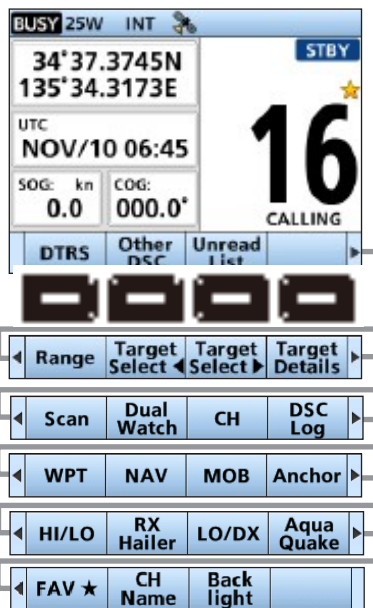 BUSY 25W INT
STBY
34°37.3745N
135°34.3173E
UTC
NOV/10 06:45
SOG: kn COG:
0.0 000.0°
16
CALLING
DTRS Other DSC Unread List
Range Target Select ◀ Target Select ▶ Target Details
Scan Dual Watch CH DSC Log
WPT NAV MOB Anchor
HI/LO RX Hailer LO/DX Aqua Quake
FAV ★ CH Name Back light